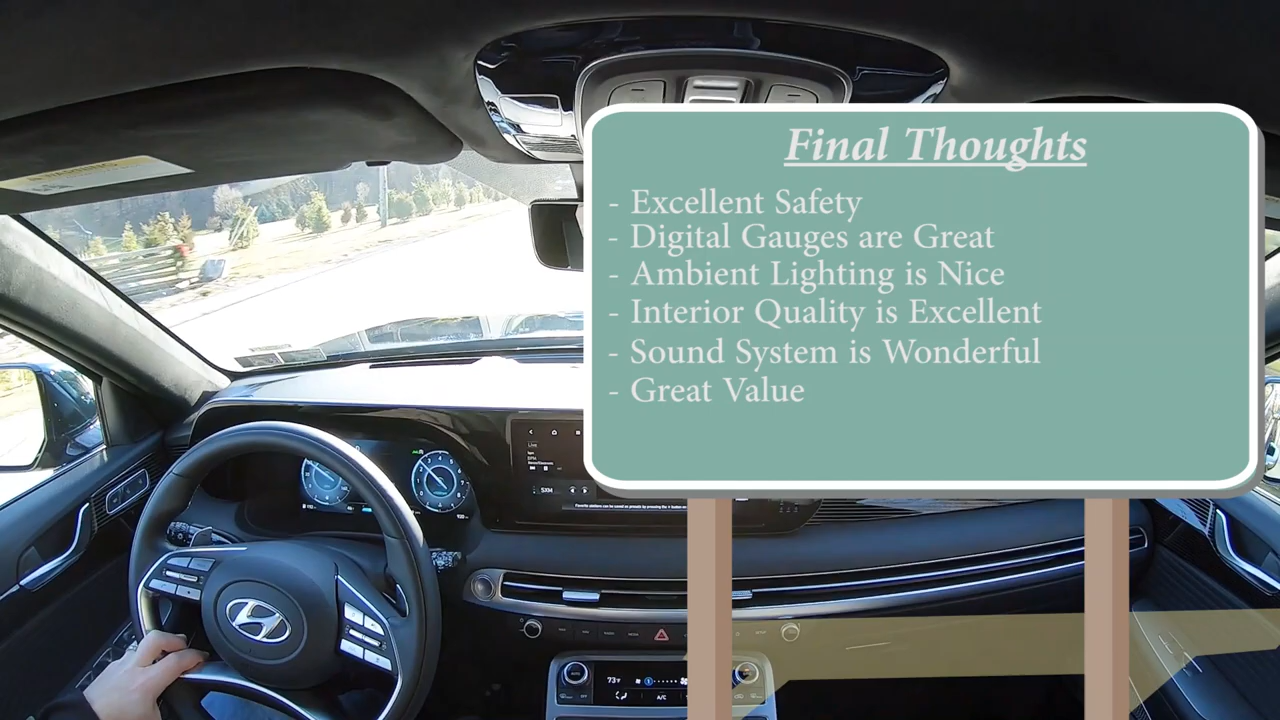 Final Thoughts
- Excellent Safety
- Digital Gauges are Great
- Ambient Lighting is Nice
- Interior Quality is Excellent
- Sound System is Wonderful
- Great Value
SXM
73°F
A/C